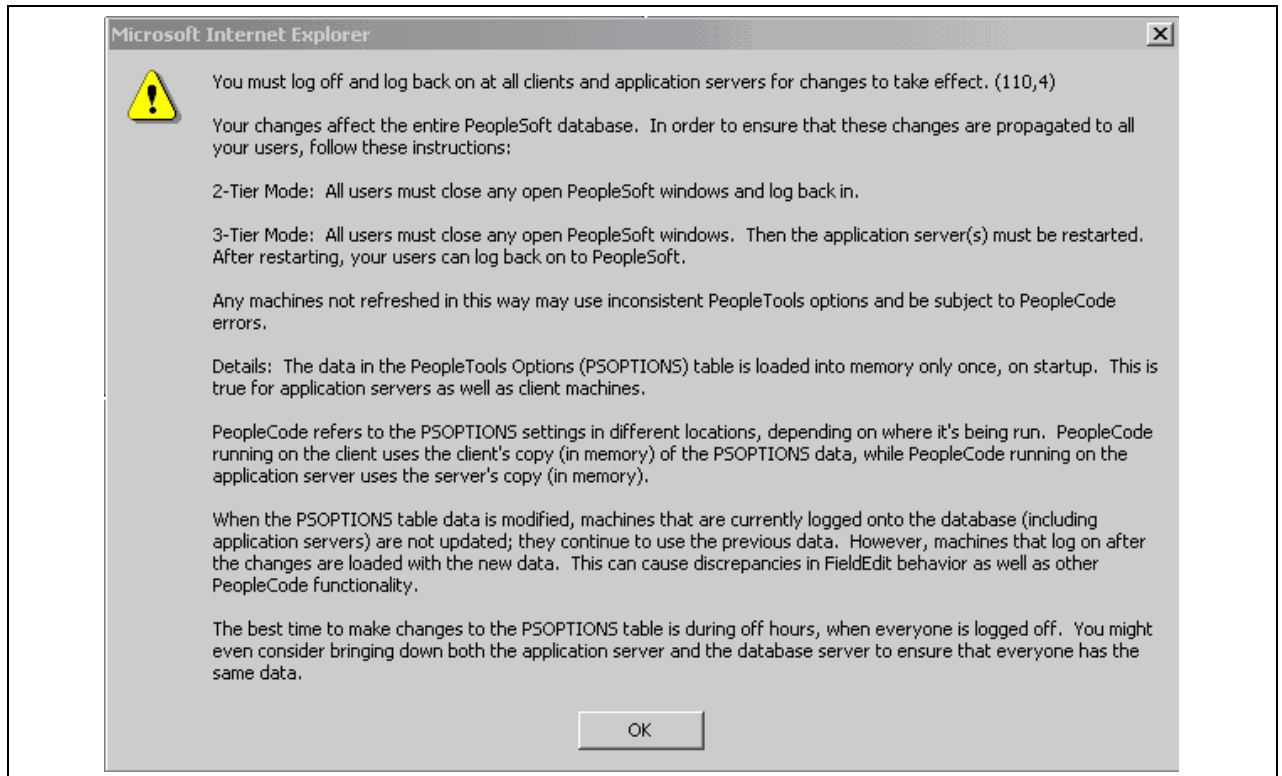 Microsoft Internet Explorer
You must log off and log back on at all clients and application servers for changes to take effect. (110,4)
Your changes affect the entire PeopleSoft database. In order to ensure that these changes are propagated to all
your users, follow these instructions:
2-Tier Mode: All users must close any open PeopleSoft windows and log back in.
3-Tier Mode: All users must close any open PeopleSoft windows. Then the application server(s) must be restarted.
After restarting, your users can log back on to PeopleSoft.
Any machines not refreshed in this way may use inconsistent PeopleTools options and be subject to PeopleCode
errors.
Details: The data in the PeopleTools Options (PSOPTIONS) table is loaded into memory only once, on startup. This is
true for application servers as well as client machines.
PeopleCode refers to the PSOPTIONS settings in different locations, depending on where it's being run. PeopleCode
running on the client uses the client's copy (in memory) of the PSOPTIONS data, while PeopleCode running on the
application server uses the server's copy (in memory).
When the PSOPTIONS table data is modified, machines that are currently logged onto the database (including
application servers) are not updated; they continue to use the previous data. However, machines that log on after
the changes are loaded with the new data. This can cause discrepancies in FieldEdit behavior as well as other
PeopleCode functionality.
The best time to make changes to the PSOPTIONS table is during off hours, when everyone is logged off. You might
even consider bringing down both the application server and the database server to ensure that everyone has the
same data.
OK